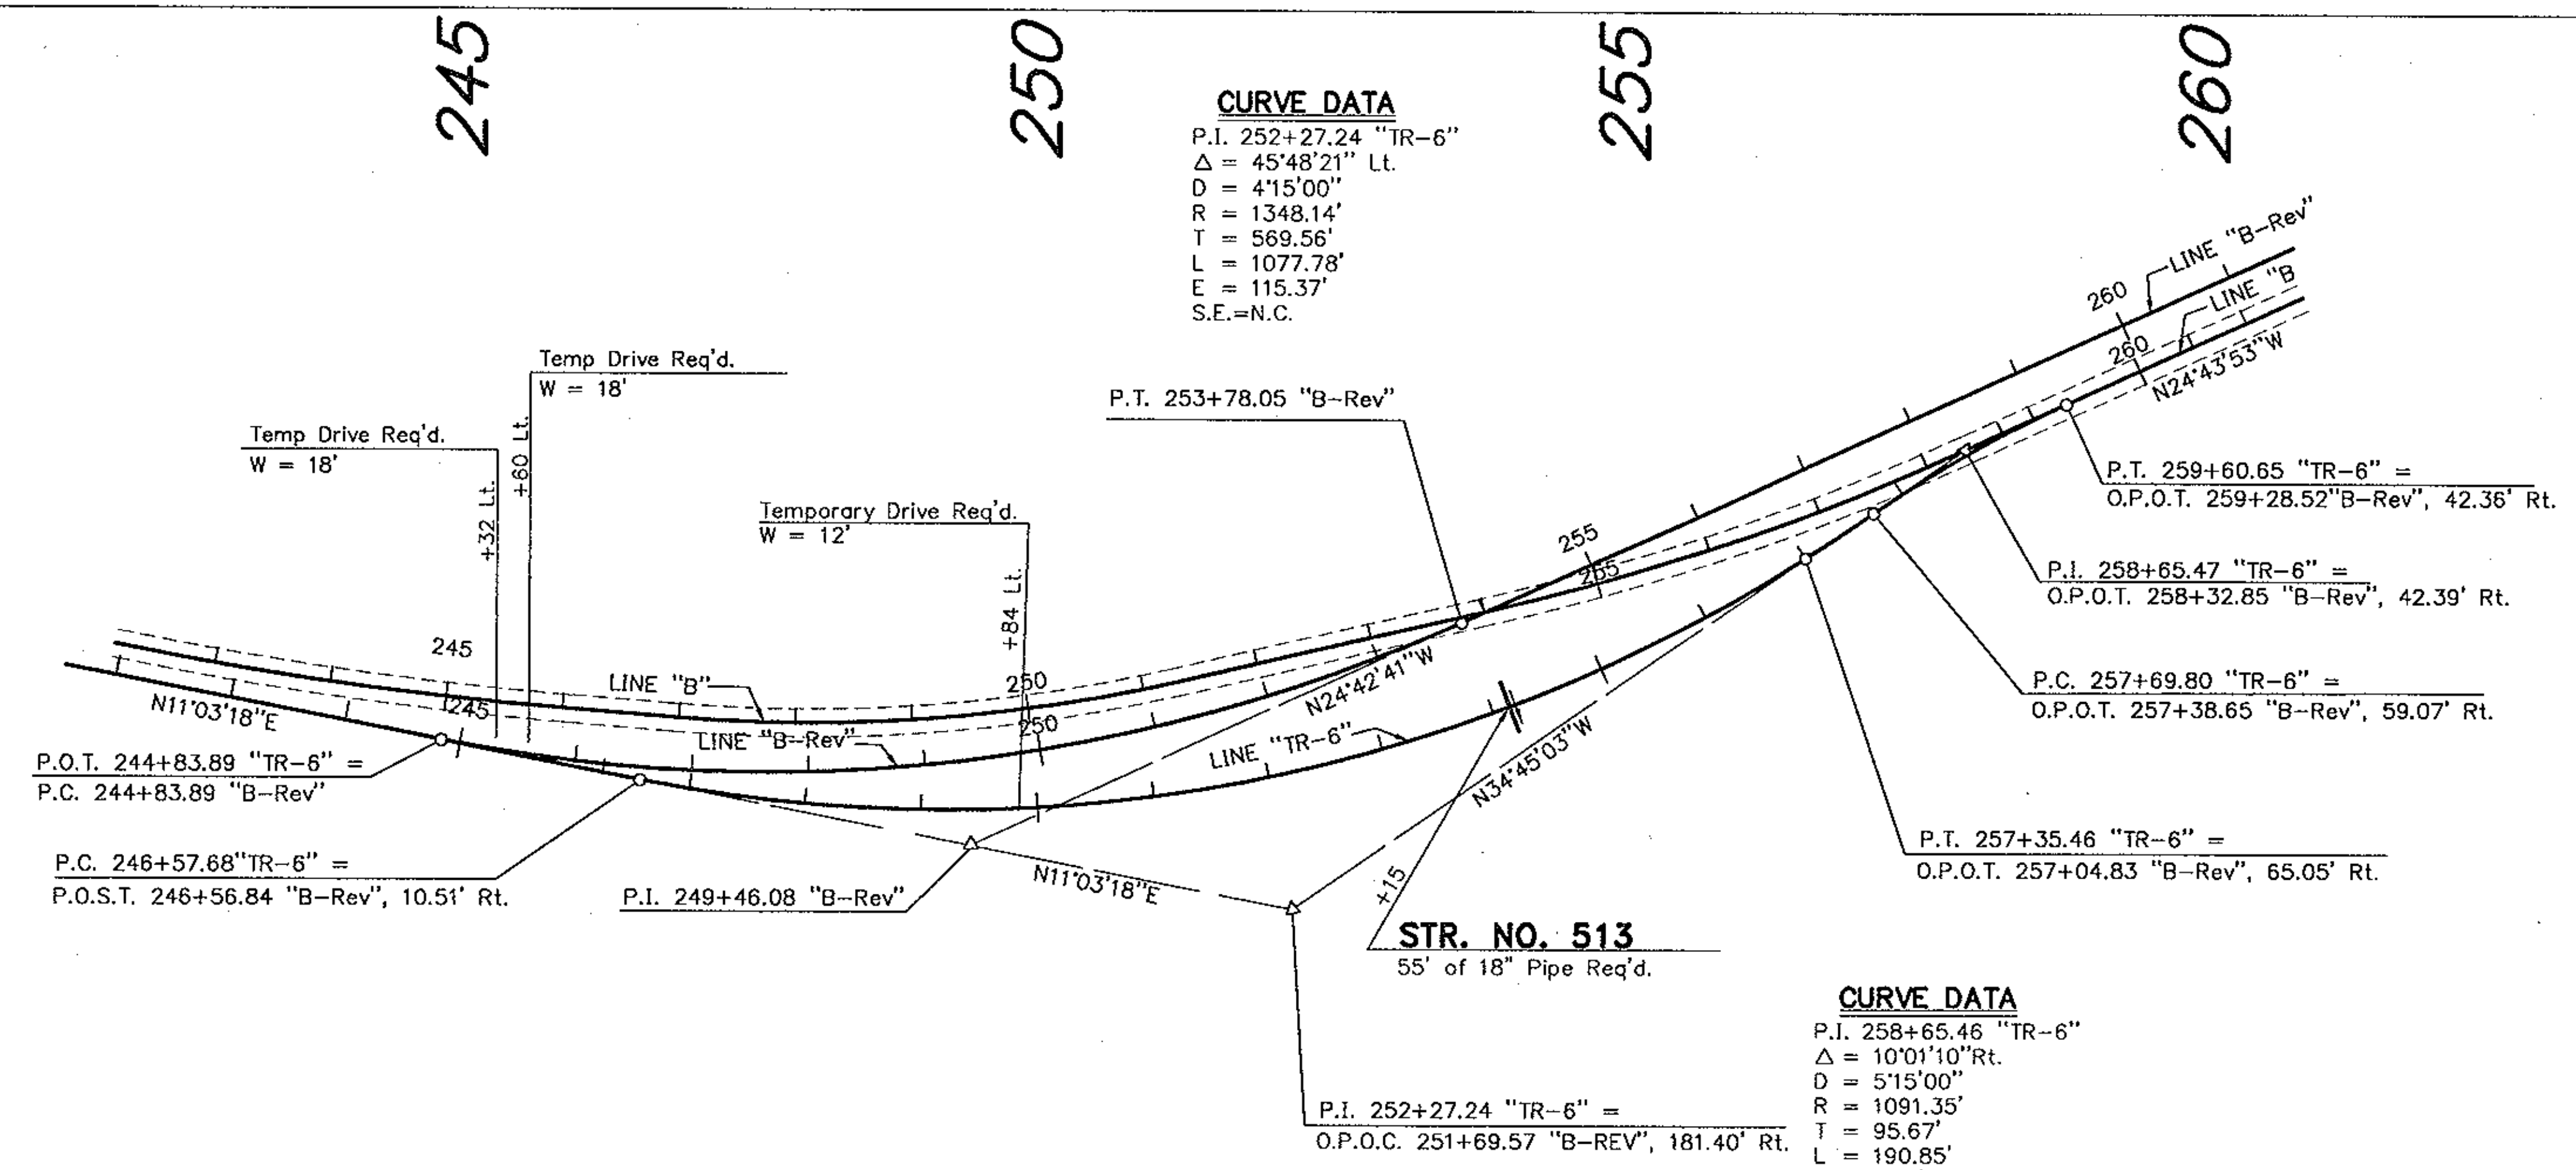 245
250
255
260
CURVE DATA
P.I. 252+27.24 "TR-6"
Δ = 45°48'21" Lt.
D = 4°15'00"
R = 1348.14'
T = 569.56'
L = 1077.78'
E = 115.37'
S.E.=N.C.
LINE "B-Rev"
260
LINE "B
260
N24°43'53"W
Temp Drive Req'd.
W = 18'
+60 Lt.
Temp Drive Req'd.
W = 18'
+32 Lt.
P.T. 253+78.05 "B-Rev"
Temporary Drive Req'd.
W = 12'
+84 Lt.
255
255
P.T. 259+60.65 "TR-6" =
O.P.O.T. 259+28.52"B-Rev", 42.36' Rt.
P.I. 258+65.47 "TR-6" =
O.P.O.T. 258+32.85 "B-Rev", 42.39' Rt.
P.C. 257+69.80 "TR-6" =
O.P.O.T. 257+38.65 "B-Rev", 59.07' Rt.
245
LINE "B"
250
N24°42'41"W
N11°03'18"E
245
LINE "B-Rev"
250
LINE "TR-6"
N34°45'03"W
P.O.T. 244+83.89 "TR-6" =
P.C. 244+83.89 "B-Rev"
P.C. 246+57.68"TR-6" =
P.O.S.T. 246+56.84 "B-Rev", 10.51' Rt.
P.I. 249+46.08 "B-Rev"
N11°03'18"E
+15
P.T. 257+35.46 "TR-6" =
O.P.O.T. 257+04.83 "B-Rev", 65.05' Rt.
STR. NO. 513
55' of 18" Pipe Req'd.
P.I. 252+27.24 "TR-6" =
O.P.O.C. 251+69.57 "B-REV", 181.40' Rt.
CURVE DATA
P.I. 258+65.46 "TR-6"
Δ = 10°01'10"Rt.
D = 5°15'00"
R = 1091.35'
T = 95.67'
L = 190.85'